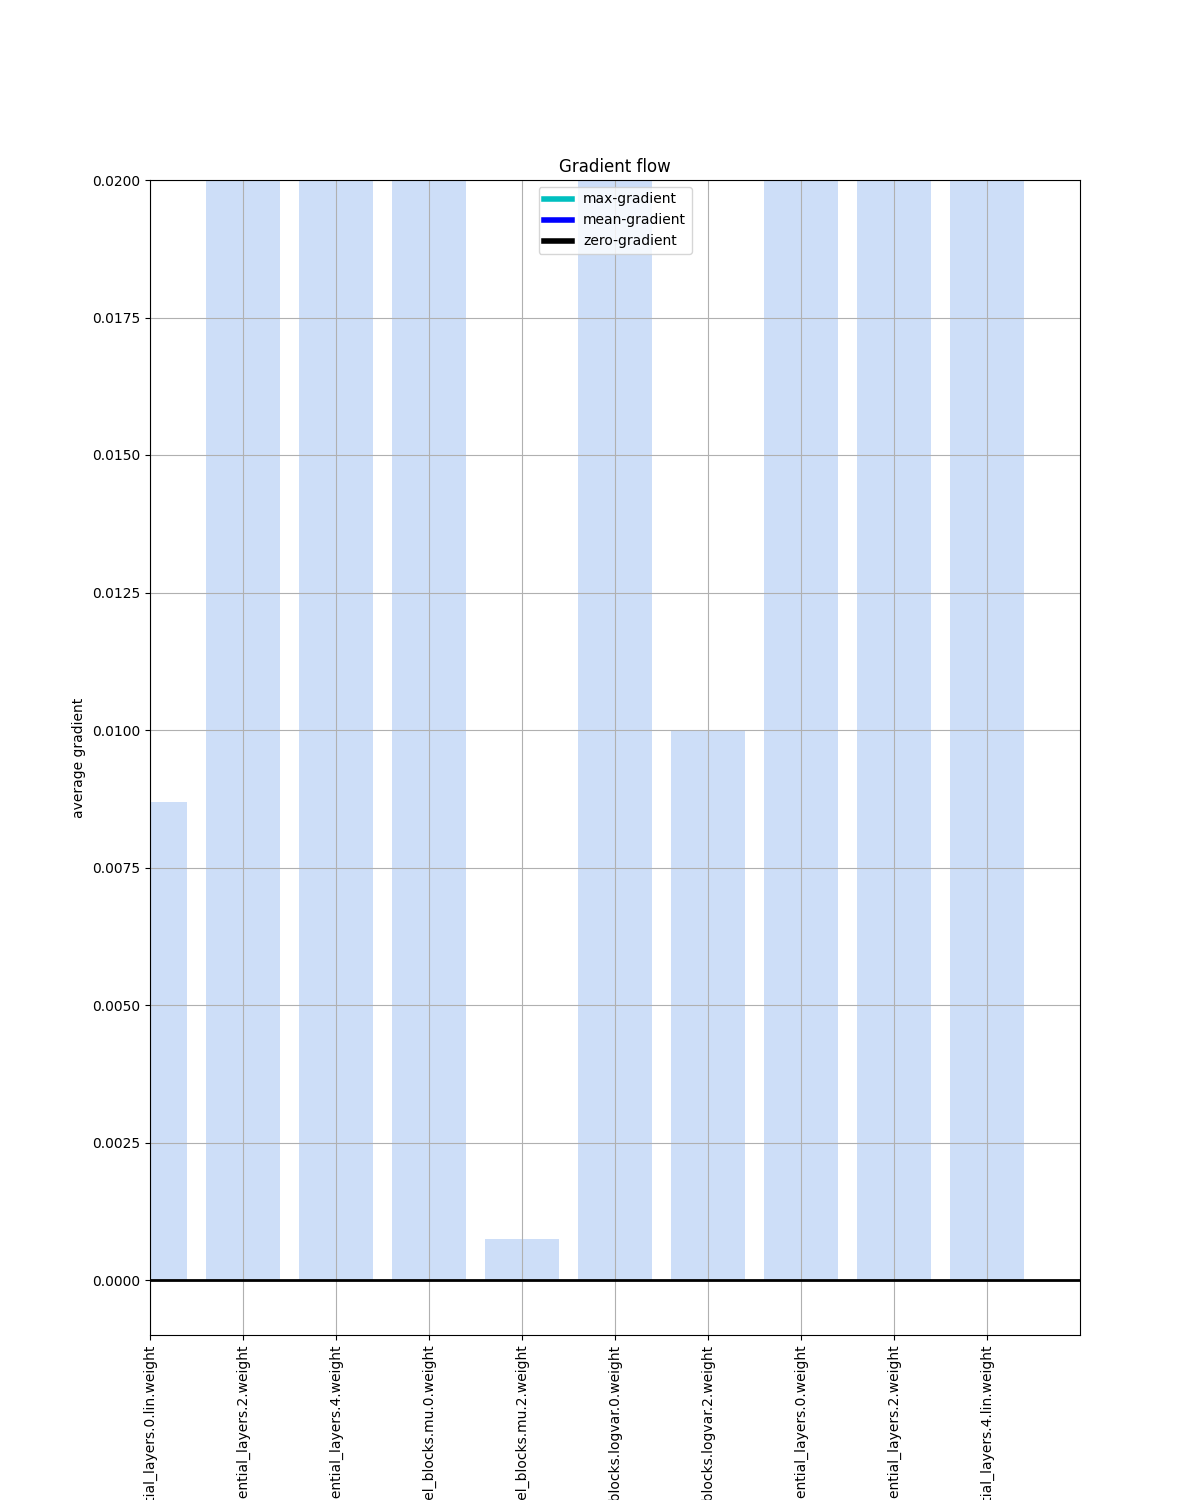 Gradient flow
max-gradient
mean-gradient
zero-gradient
0.0200
0.0175
0.0150
0.0125
0.0100
0.0075
0.0050
0.0025
0.0000
average gradient
tial_layers.0.lin.weight
ential_layers.2.weight
ential_layers.4.weight
el_blocks.mu.0.weight
el_blocks.mu.2.weight
blocks.logvar.0.weight
blocks.logvar.2.weight
ential_layers.0.weight
ential_layers.2.weight
tial_layers.4.lin.weight